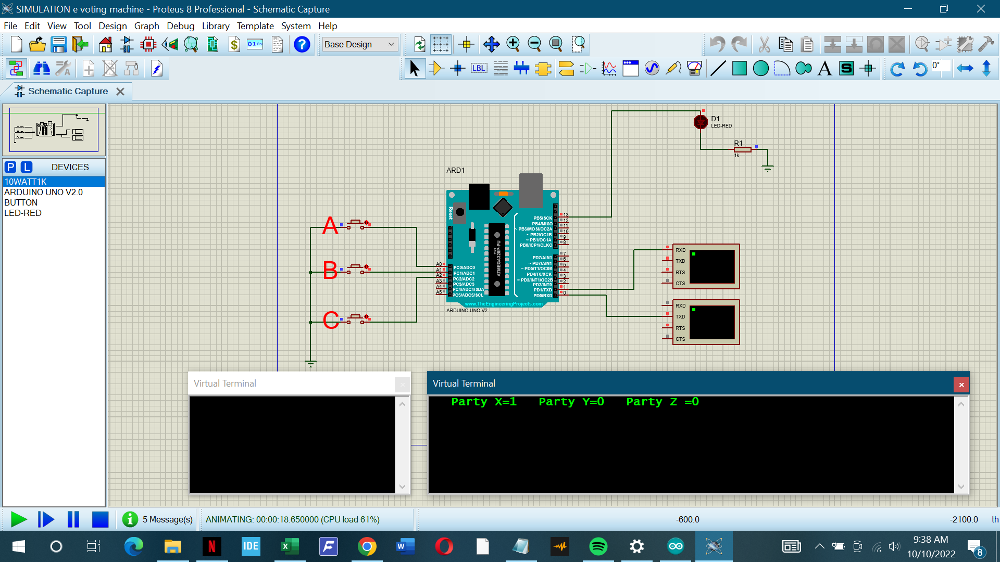 SIMULATION e voting machine - Proteus 8 Professional - Schematic Capture
File Edit View Tool Design Graph Debug Library Template System Help
Base Design
LBL
0°
Schematic Capture
P L DEVICES
10WATT1K
ARDUINO UNO V2.0
BUTTON
LED-RED
D1
LED-RED
R1
1k
ARD1
Reset
A
B
C
1121
ATMEGA328P-PU
A0
A1
A2
A3
A4
A5
PC0/ADC0
PC1/ADC1
PC2/ADC2
PC3/ADC3
PC4/ADC4/SDA
PC5/ADC5/SCL
PB5/SCK 13
PB4/MISO 12
~ PB3/MOSI/OC2A 11
~ PB2/OC1B 10
~ PB1/OC1A 9
PB0/ICP1/CLKO 8
PD7/AIN1 7
~ PD7/AIN1 6
~ PD5/T1/OC0B 5
PD4/T0/XCK 4
~ PD3/INT1/OC2B 3
PD2/INT0 2
PD1/TXD 1
PD0/RXD 0
www.TheEngineeringProjects.com
ARDUINO UNO V2
RXD
TXD
RTS
CTS
RXD
TXD
RTS
CTS
Virtual Terminal
Virtual Terminal
Party X=1 Party Y=0 Party Z =0
5 Message(s)
ANIMATING: 00:00:18.650000 (CPU load 61%)
-600.0
-2100.0
th
IDE
9:38 AM
10/10/2022
8